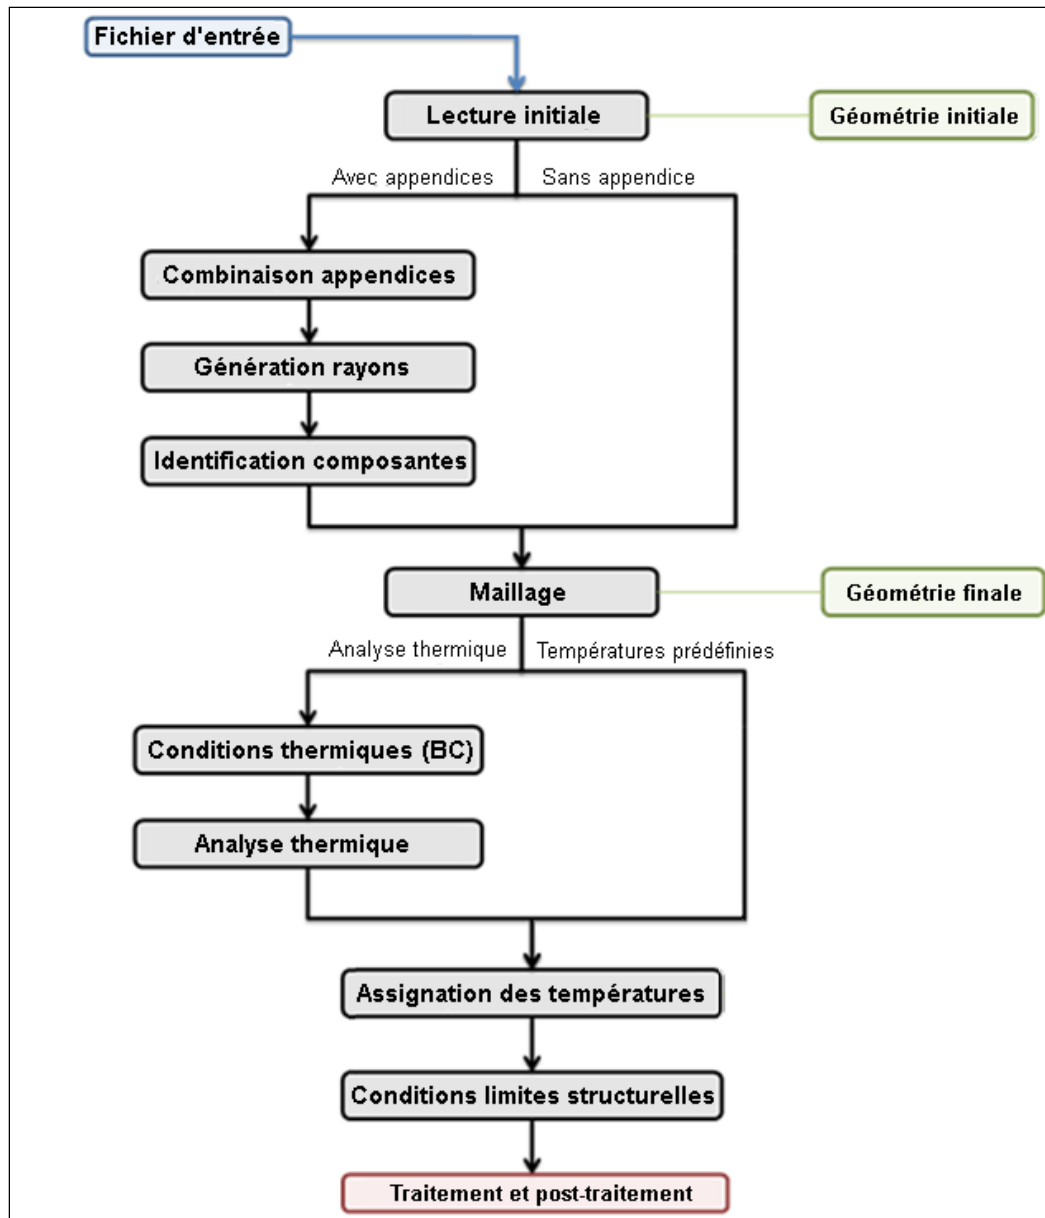 Fichier d'entrée
Lecture initiale
Géométrie initiale
Avec appendices
Sans appendice
Combinaison appendices
Génération rayons
Identification composantes
Maillage
Géométrie finale
Analyse thermique
Températures prédéfinies
Conditions thermiques (BC)
Analyse thermique
Assignation des températures
Conditions limites structurelles
Traitement et post-traitement